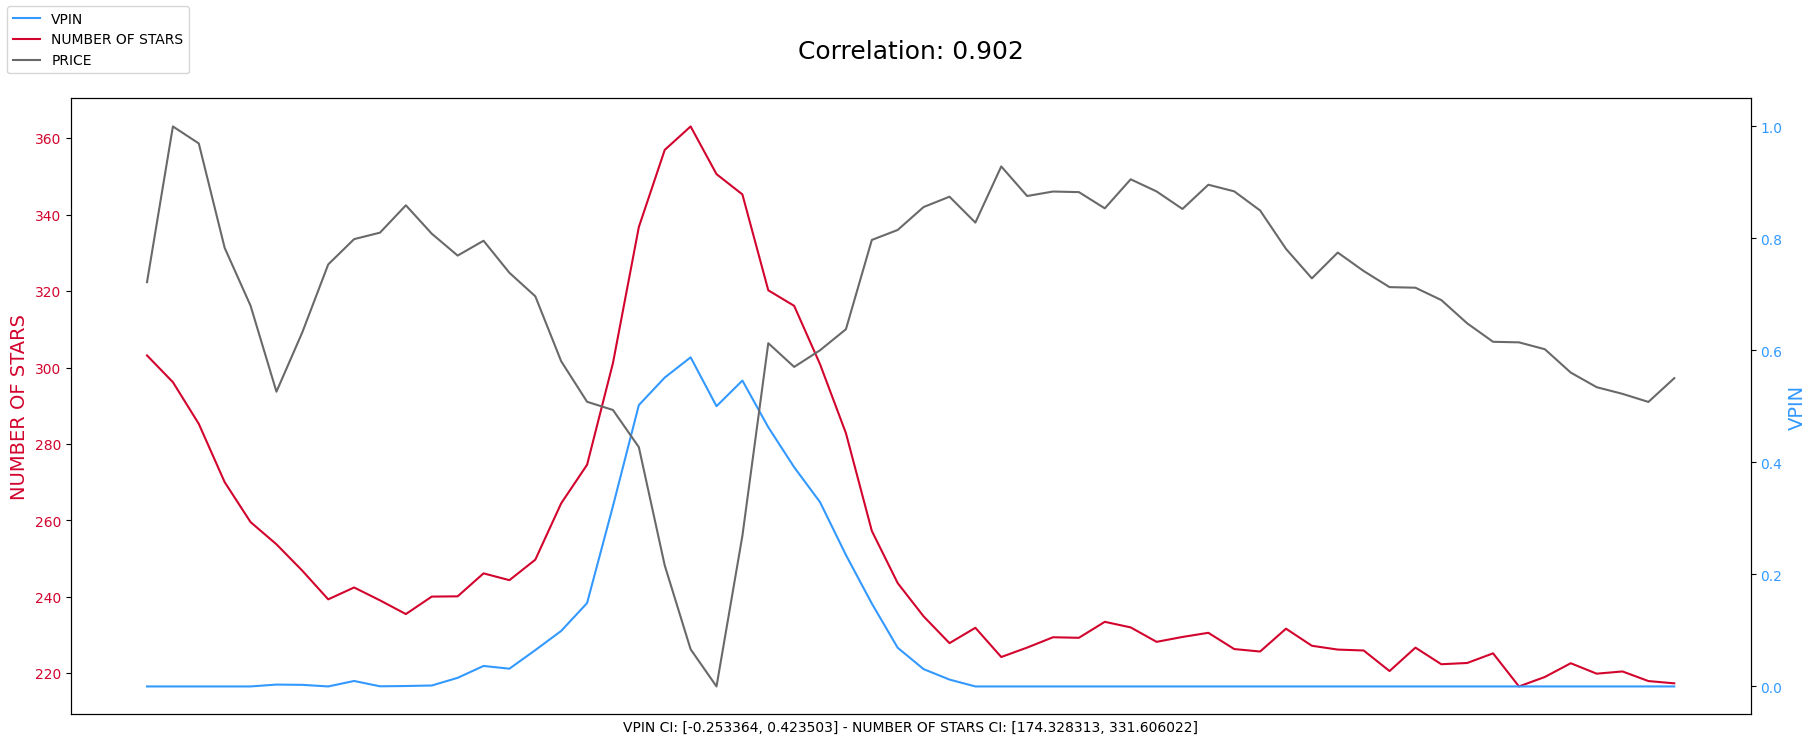 VPIN
NUMBER OF STARS
PRICE
Correlation: 0.902
NUMBER OF STARS
360
340
320
300
280
260
240
220
1.0
0.8
0.6
0.4
0.2
0.0
VPIN
VPIN CI: [-0.253364, 0.423503] - NUMBER OF STARS CI: [174.328313, 331.606022]